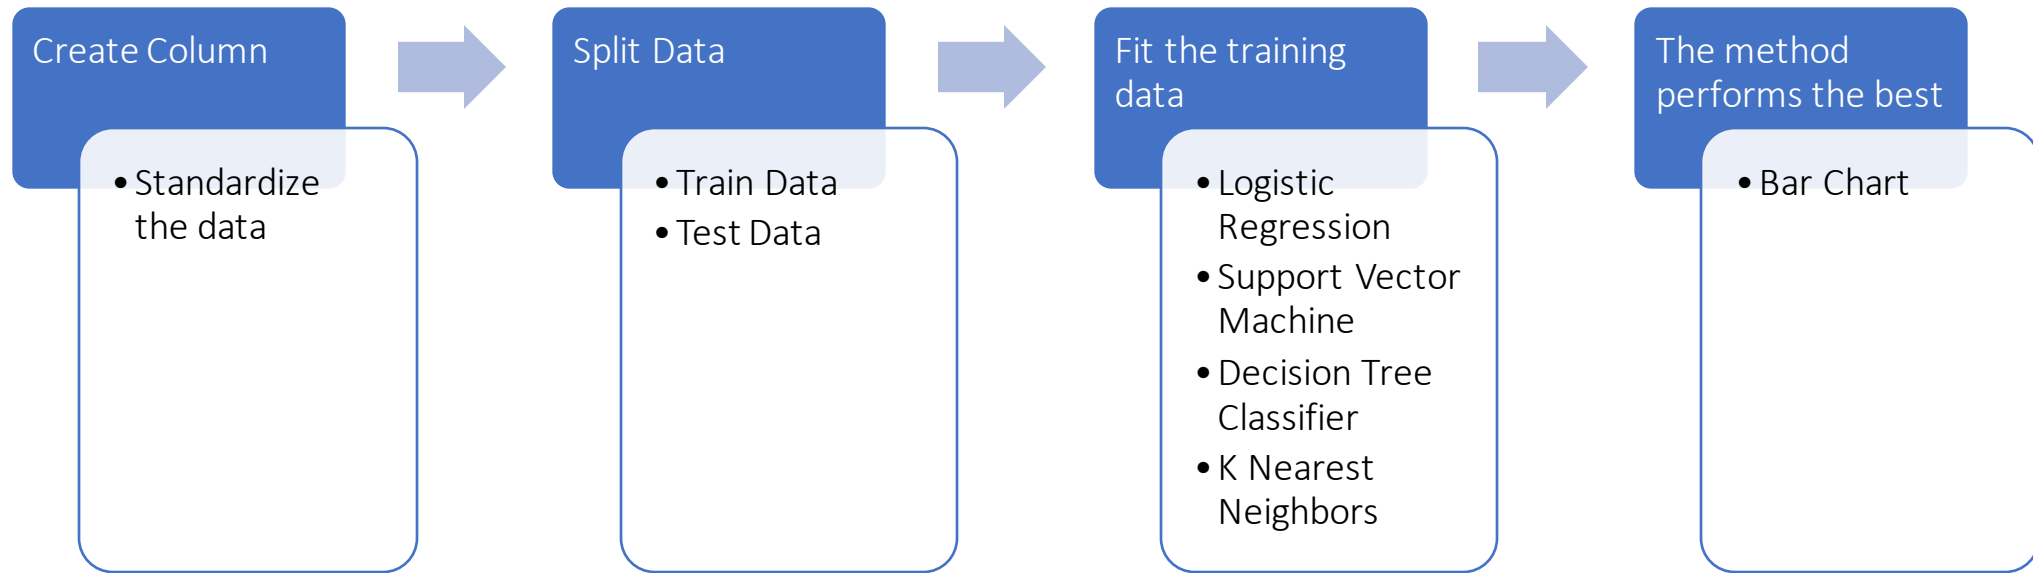 Create Column
• Standardize
the data
Split Data
• Train Data
• Test Data
Fit the training
data
• Logistic
Regression
• Support Vector
Machine
• Decision Tree
Classifier
• K Nearest
Neighbors
The method
performs the best
• Bar Chart